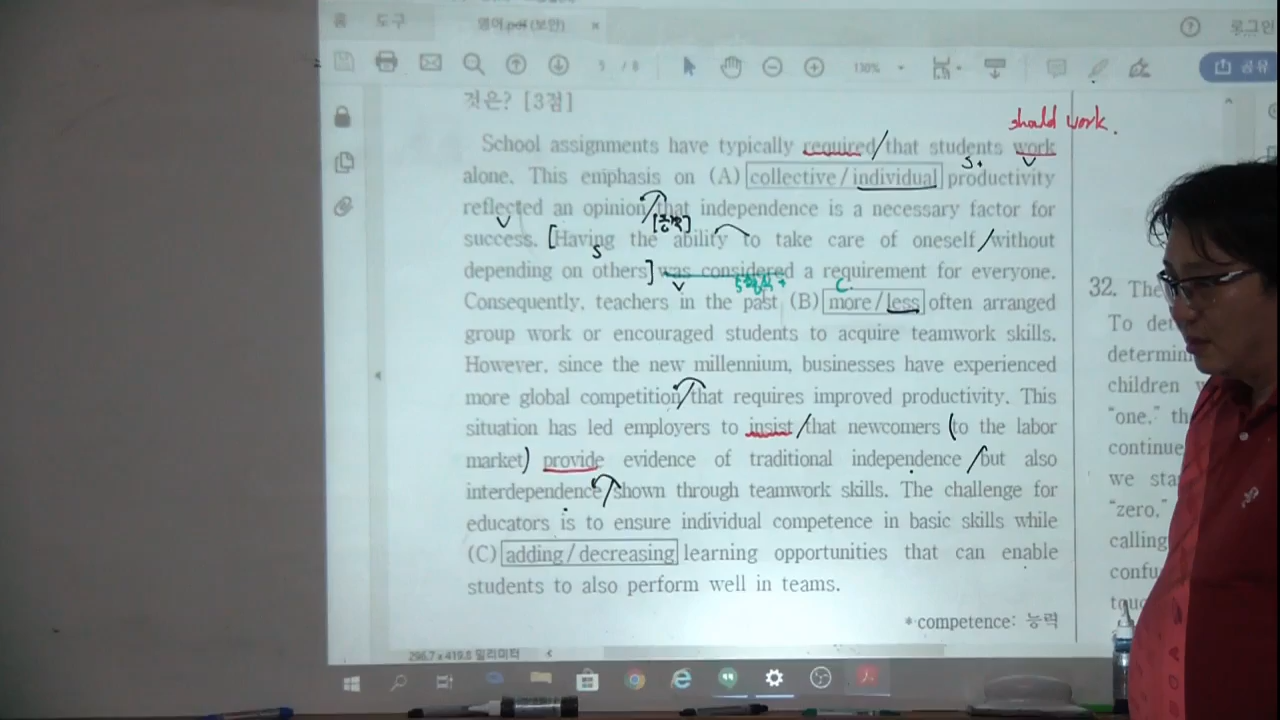 홈 도구 영어.pdf (보안) × ? 로그인
5 / 8 130% 공유
것은? [3점]
should work.
School assignments have typically required/that students work
S+ V
alone. This emphasis on (A) collective / individual productivity
reflected an opinion/that independence is a necessary factor for
V
success. [Having the ability to take care of oneself/without
S
depending on others] was considered a requirement for everyone.
V C.
Consequently, teachers in the past (B) more / less often arranged
group work or encouraged students to acquire teamwork skills.
However, since the new millennium, businesses have experienced
more global competition/that requires improved productivity. This
situation has led employers to insist/that newcomers (to the labor
market) provide evidence of traditional independence/but also
interdependence/shown through teamwork skills. The challenge for
educators is to ensure individual competence in basic skills while
(C) adding / decreasing learning opportunities that can enable
students to also perform well in teams.
* competence: 능력
32. The
To
determin
children
"one," th
continue
we sta
"zero,"
calling
confu
296.7 x 419.8 밀리미터